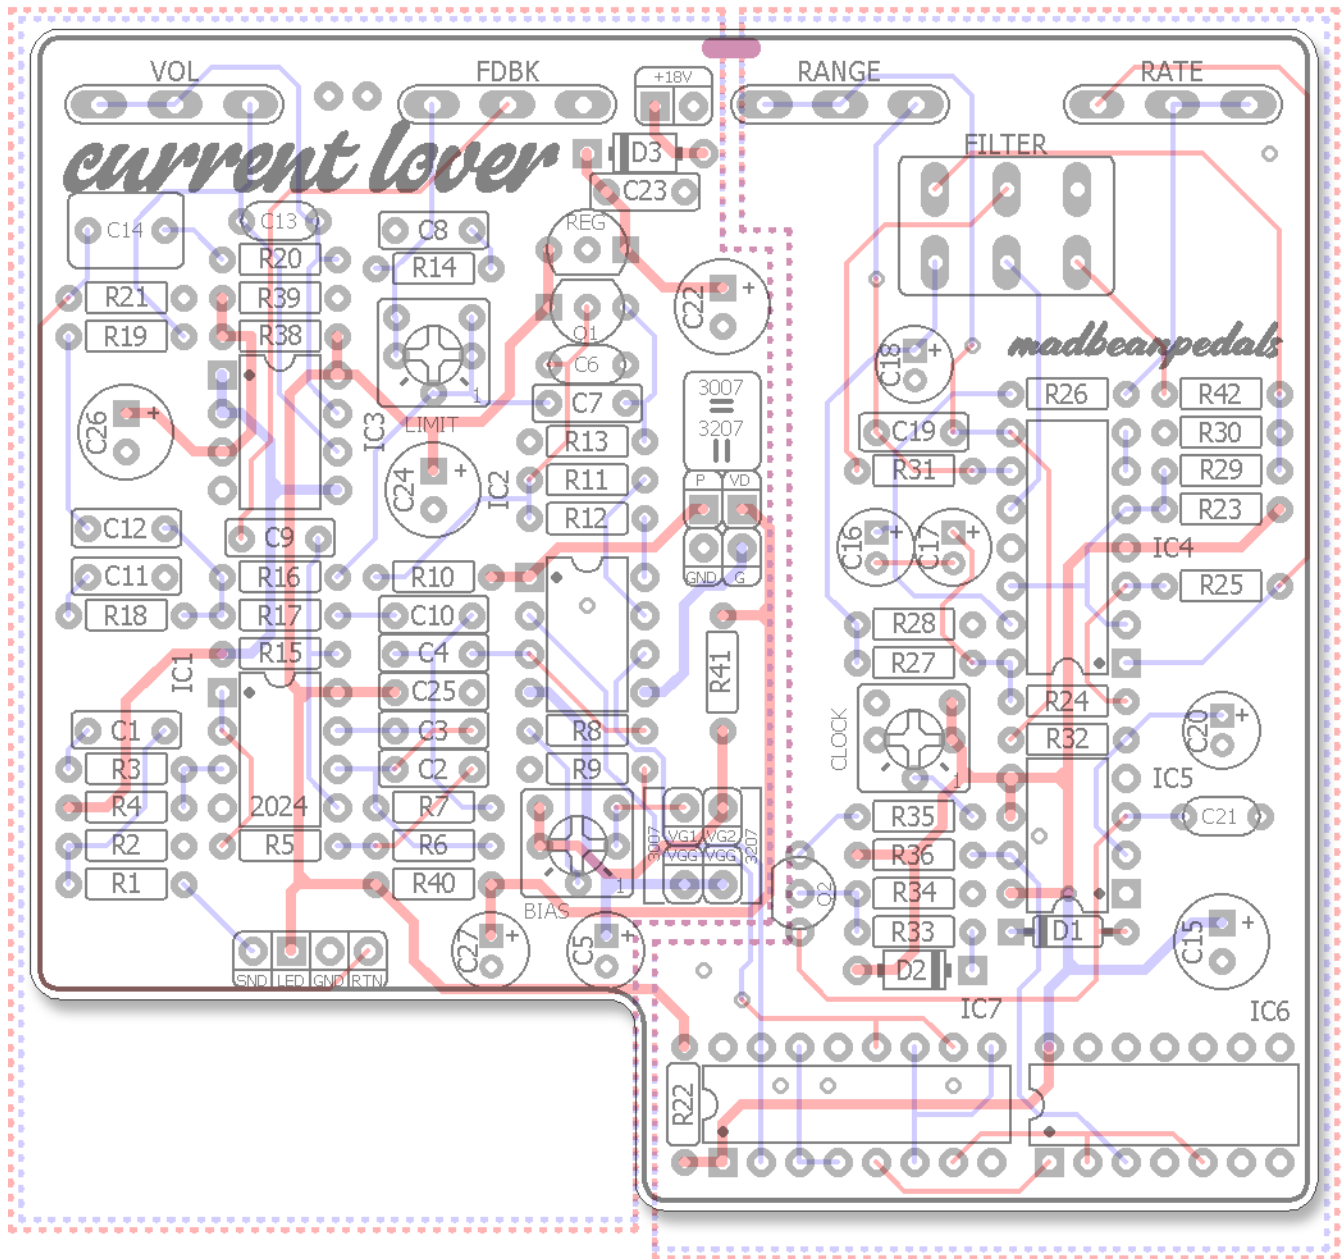 VOL FDBK +18V RANGE RATE
D3 FILTER
current lover
C23
C14 C13 C8 REG
R20 R14
R21 R39 C22 +
R19 R38 Q1
C18 + madbeanpedals
C6
1 3007
C26 + IC3 LIMIT C7 3207 R26 R42
R13 C19 R30
C24 + IC2 R11 P VD R31 R29
R12 R23
C12 C9 C16 + C17 + IC4
C11 R16 R10 GND G R25
R18 R17 C10 R28
IC1 R15 C4 R41 R27
C25 R24
C1 C3 R8 CLOCK R32 C20 +
R3 C2 R9 1 IC5
R4 2024 R7 3007 VG1 VG2 3207 R35 C21
R2 R5 R6 VGG VGG R36
R1 R40 1 Q2 R34
BIAS
C27 + C5 + R33 D1 C15 +
SND LED GND RTN D2
IC7 IC6
R22